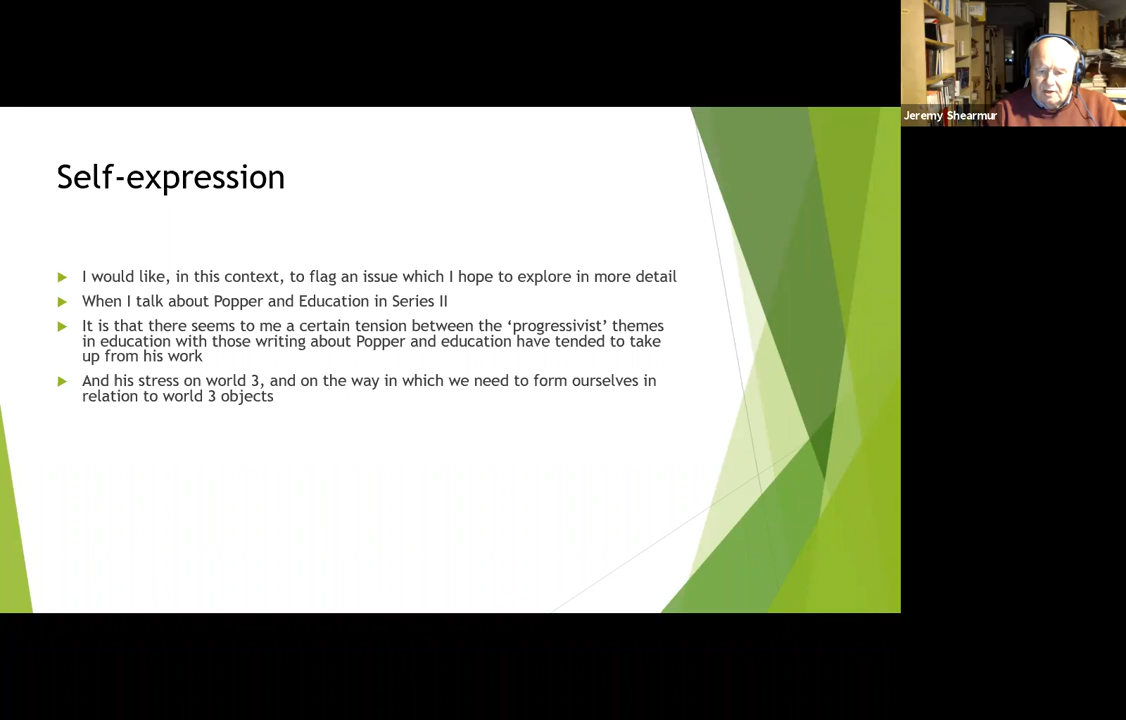 Jeremy Shearmur
Self-expression
I would like, in this context, to flag an issue which I hope to explore in more detail
When I talk about Popper and Education in Series II
It is that there seems to me a certain tension between the ‘progressivist’ themes
in education with those writing about Popper and education have tended to take
up from his work
And his stress on world 3, and on the way in which we need to form ourselves in
relation to world 3 objects